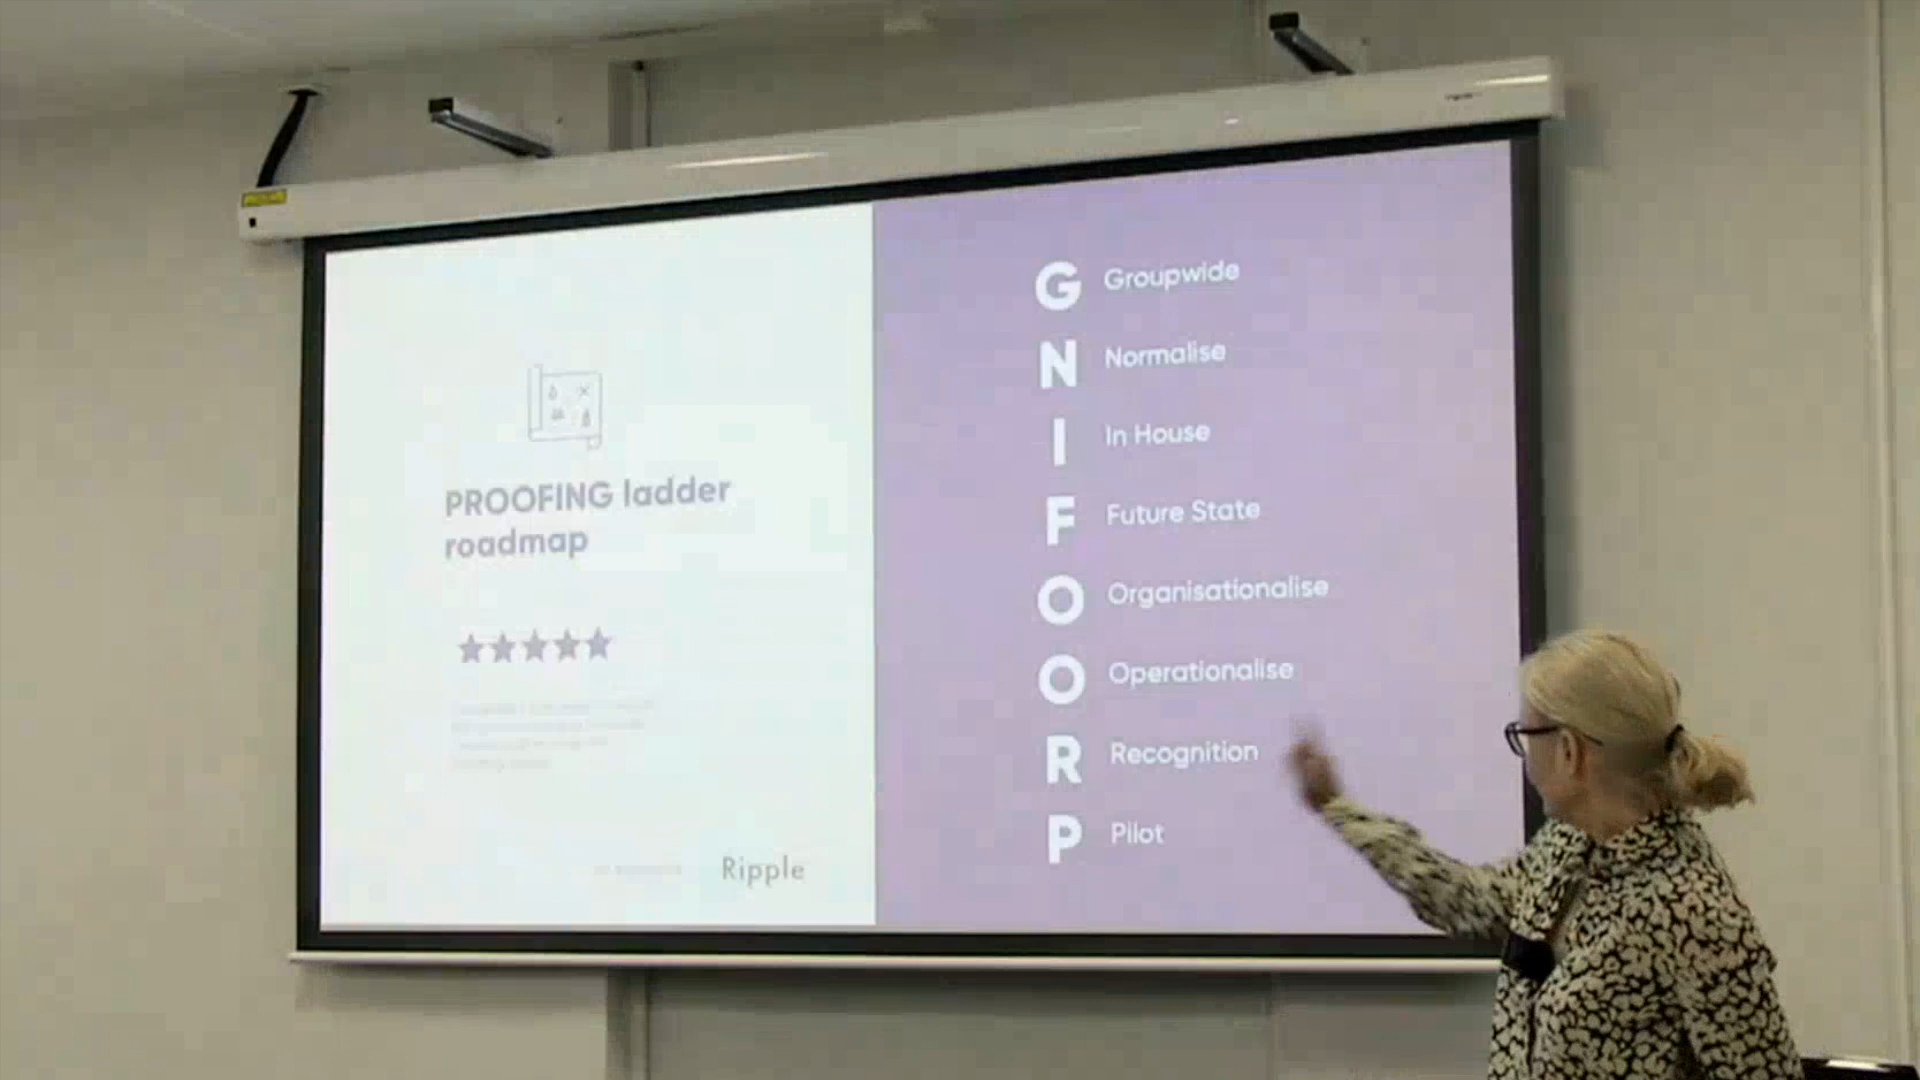 PROOFING ladder
roadmap
Ripple
G Groupwide
N Normalise
I In House
F Future State
O Organisationalise
O Operationalise
R Recognition
P Pilot